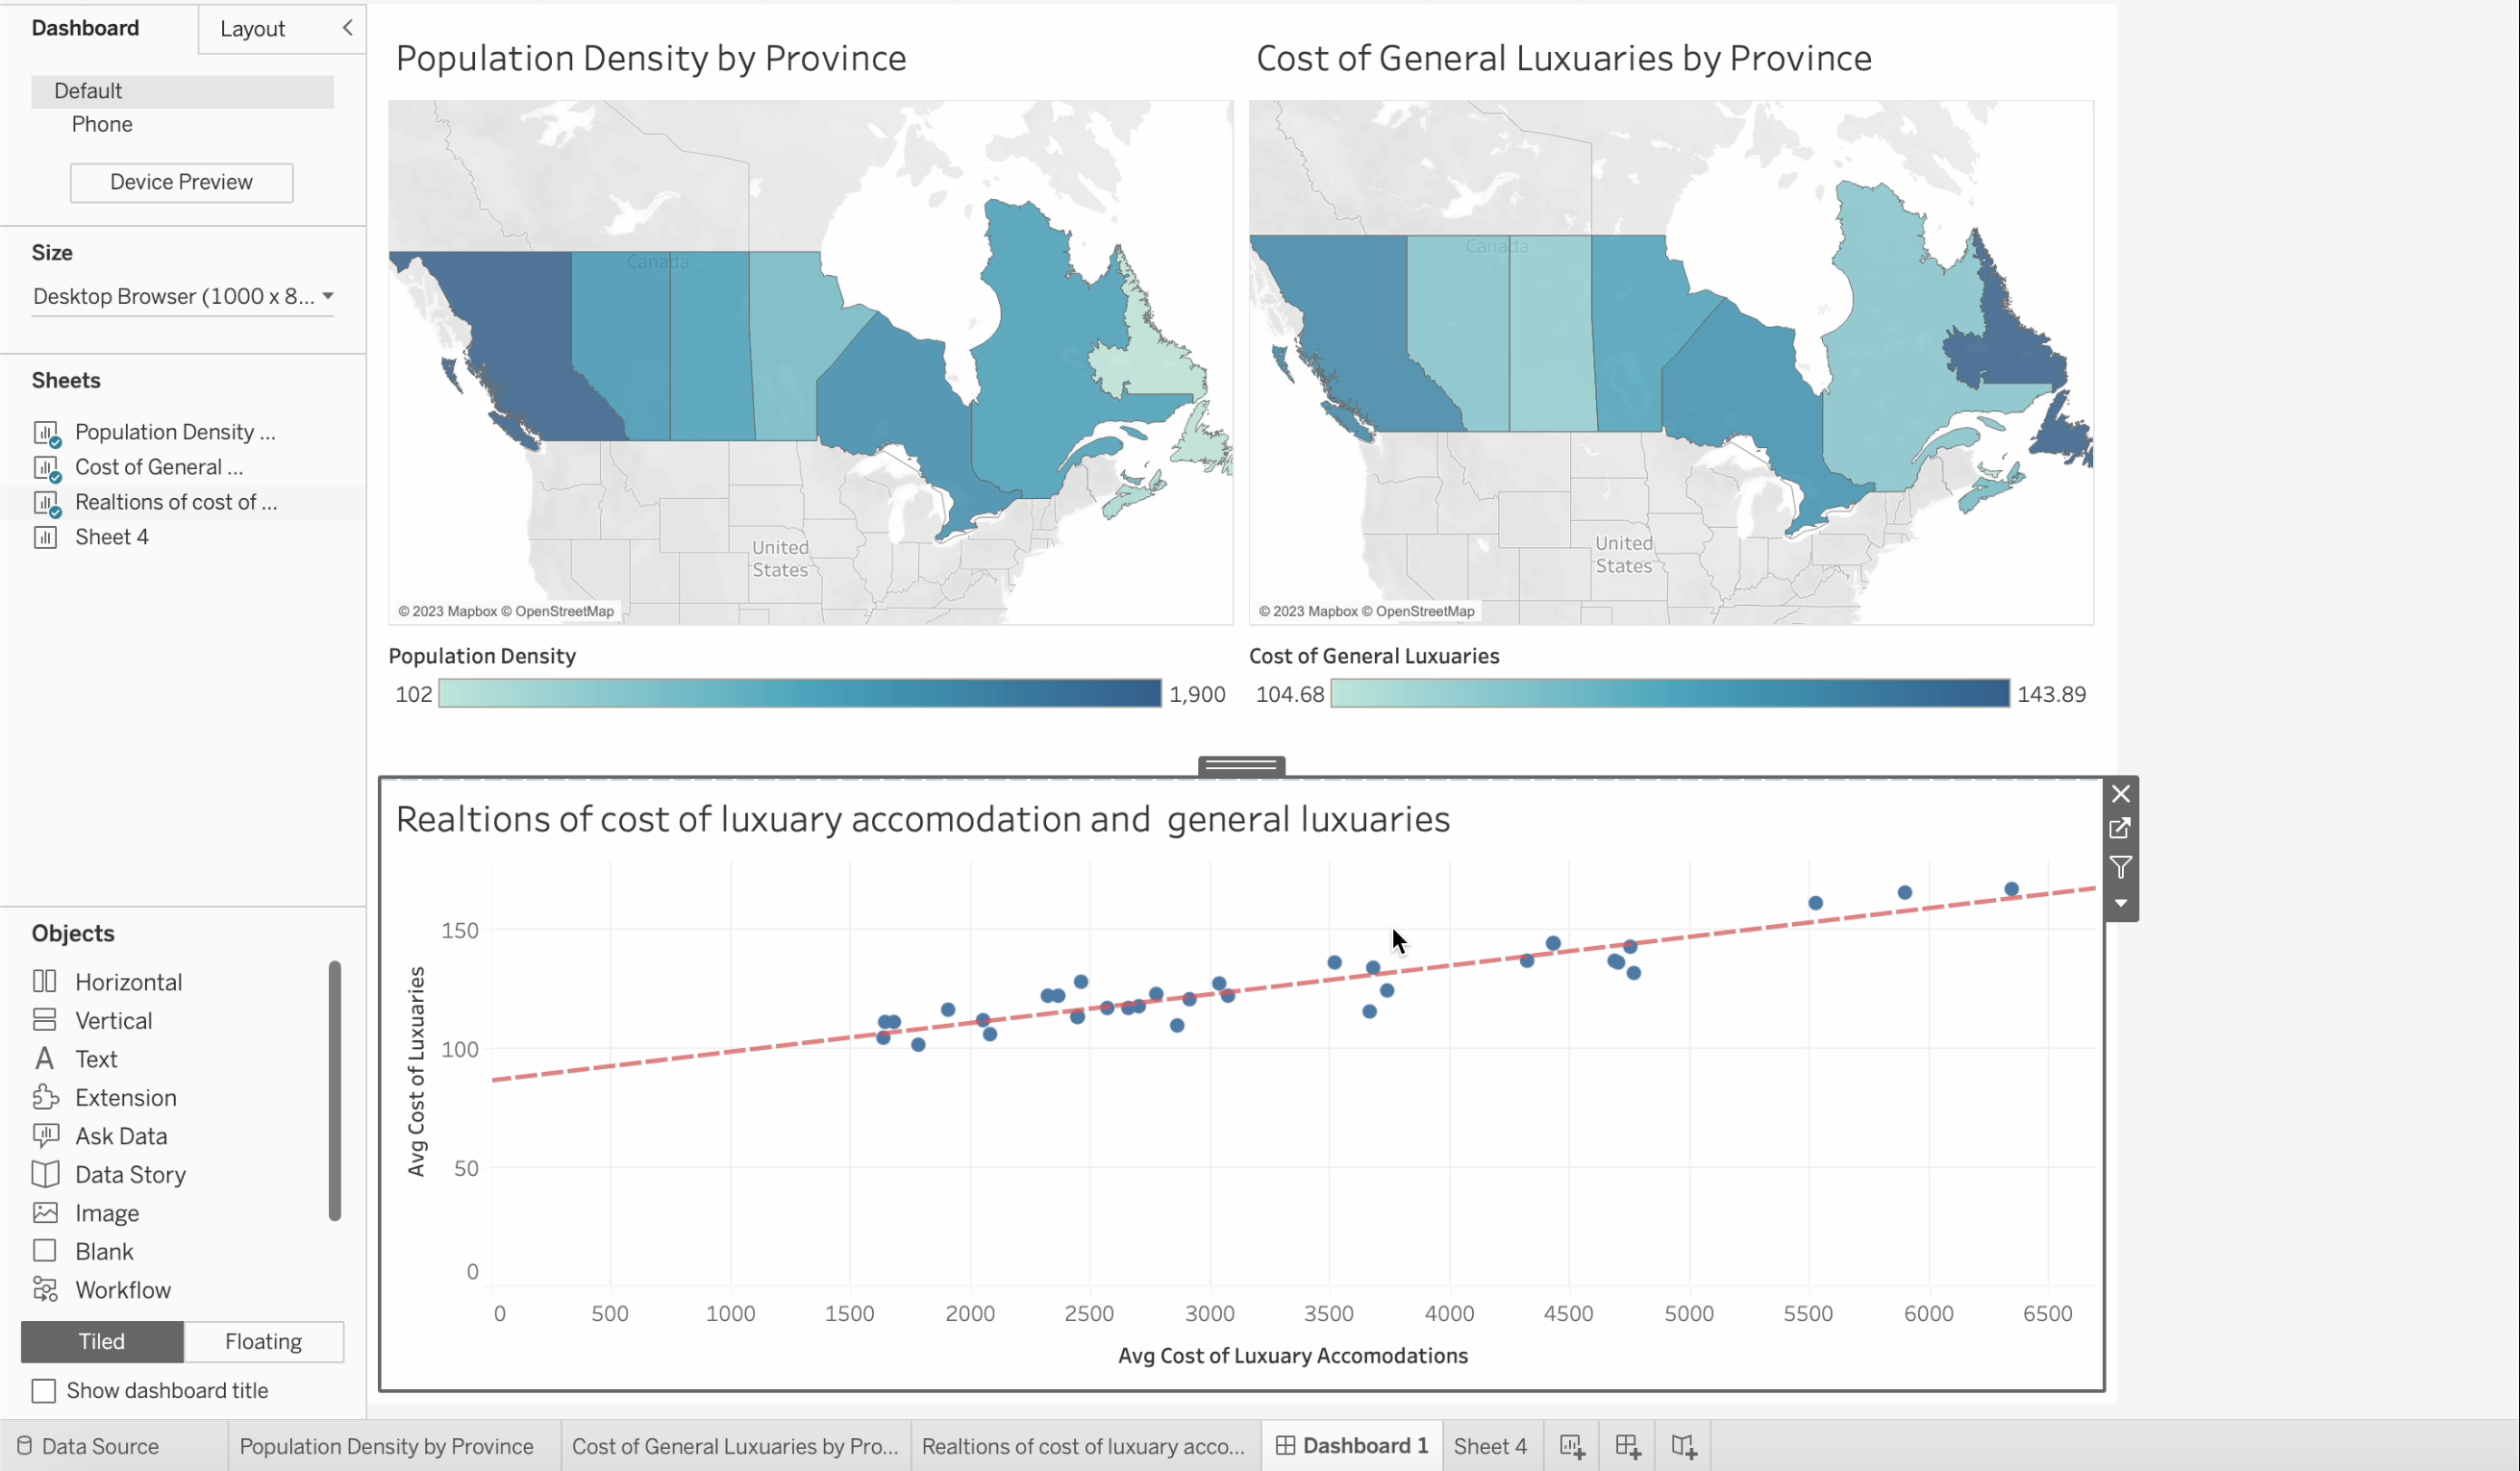 Dashboard
Layout
Default
Phone
Device Preview
Size
Desktop Browser (1000 x 8...
Sheets
Population Density ...
Cost of General ...
Realtions of cost of ...
Sheet 4
Objects
Horizontal
Vertical
Text
Extension
Ask Data
Data Story
Image
Blank
Workflow
Tiled
Floating
Show dashboard title
Population Density by Province
Canada
United
States
© 2023 Mapbox © OpenStreetMap
Population Density
102
1,900
Cost of General Luxuaries by Province
Canada
United
States
© 2023 Mapbox © OpenStreetMap
Cost of General Luxuaries
104.68
143.89
Realtions of cost of luxuary accomodation and general luxuaries
Avg Cost of Luxuaries
150
100
50
0
0 500 1000 1500 2000 2500 3000 3500 4000 4500 5000 5500 6000 6500
Avg Cost of Luxuary Accomodations
Data Source
Population Density by Province
Cost of General Luxuaries by Pro...
Realtions of cost of luxuary acco...
Dashboard 1
Sheet 4